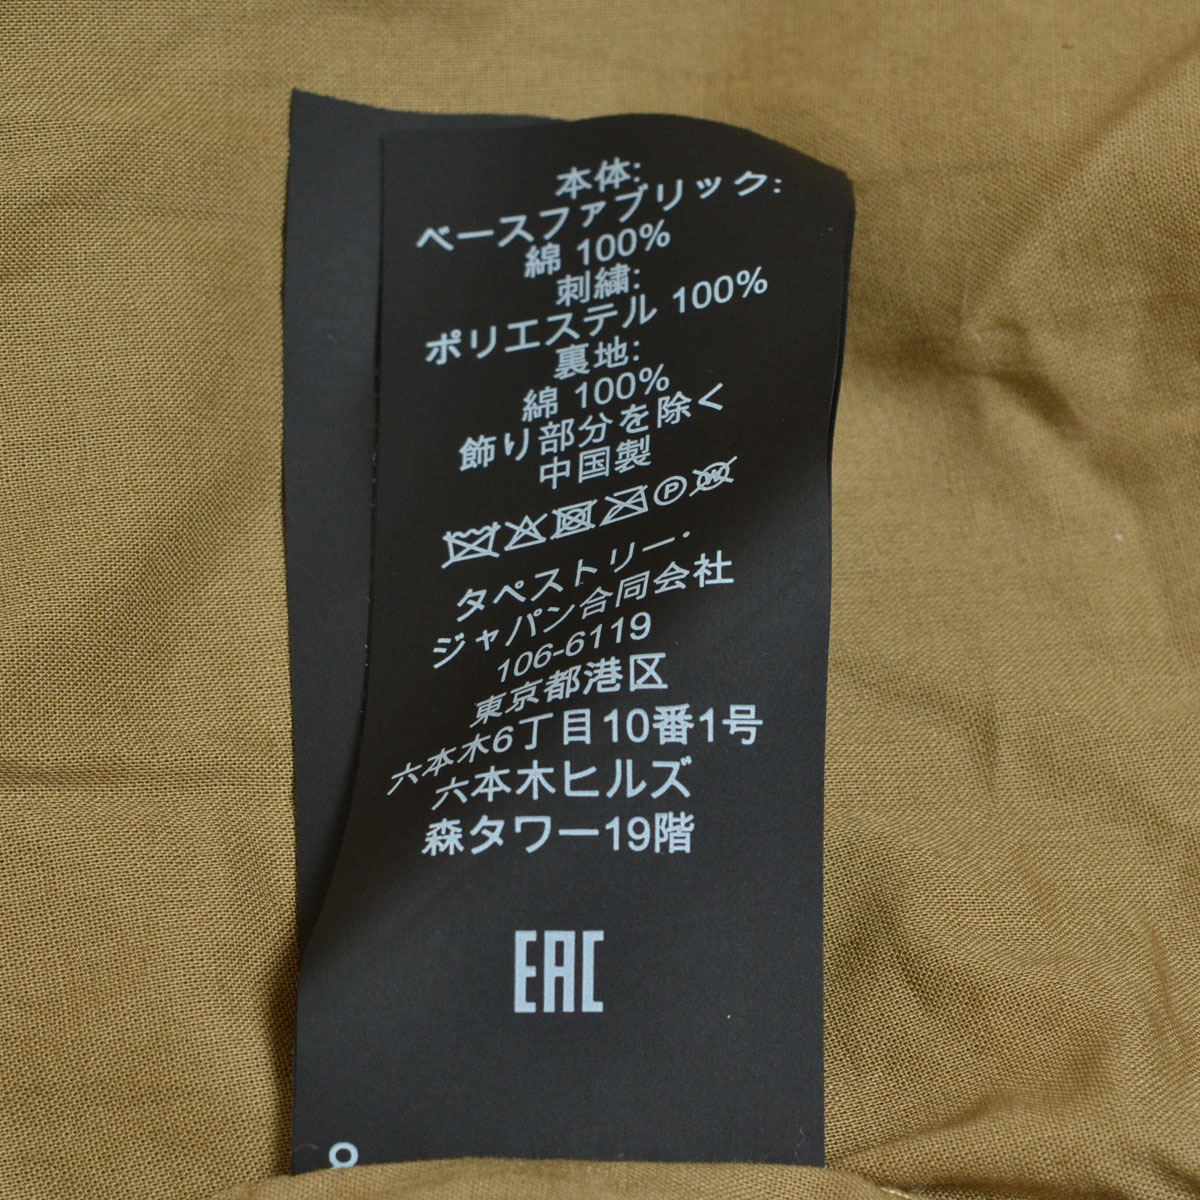 本体:
ベースファブリック:
綿 100%
刺繍:
ポリエステル 100%
裏地:
綿 100%
飾り部分を除く
中国製
P W
タペストリー・
ジャパン合同会社
106-6119
東京都港区
六本木6丁目10番1号
六本木ヒルズ
森タワー19階
EAC